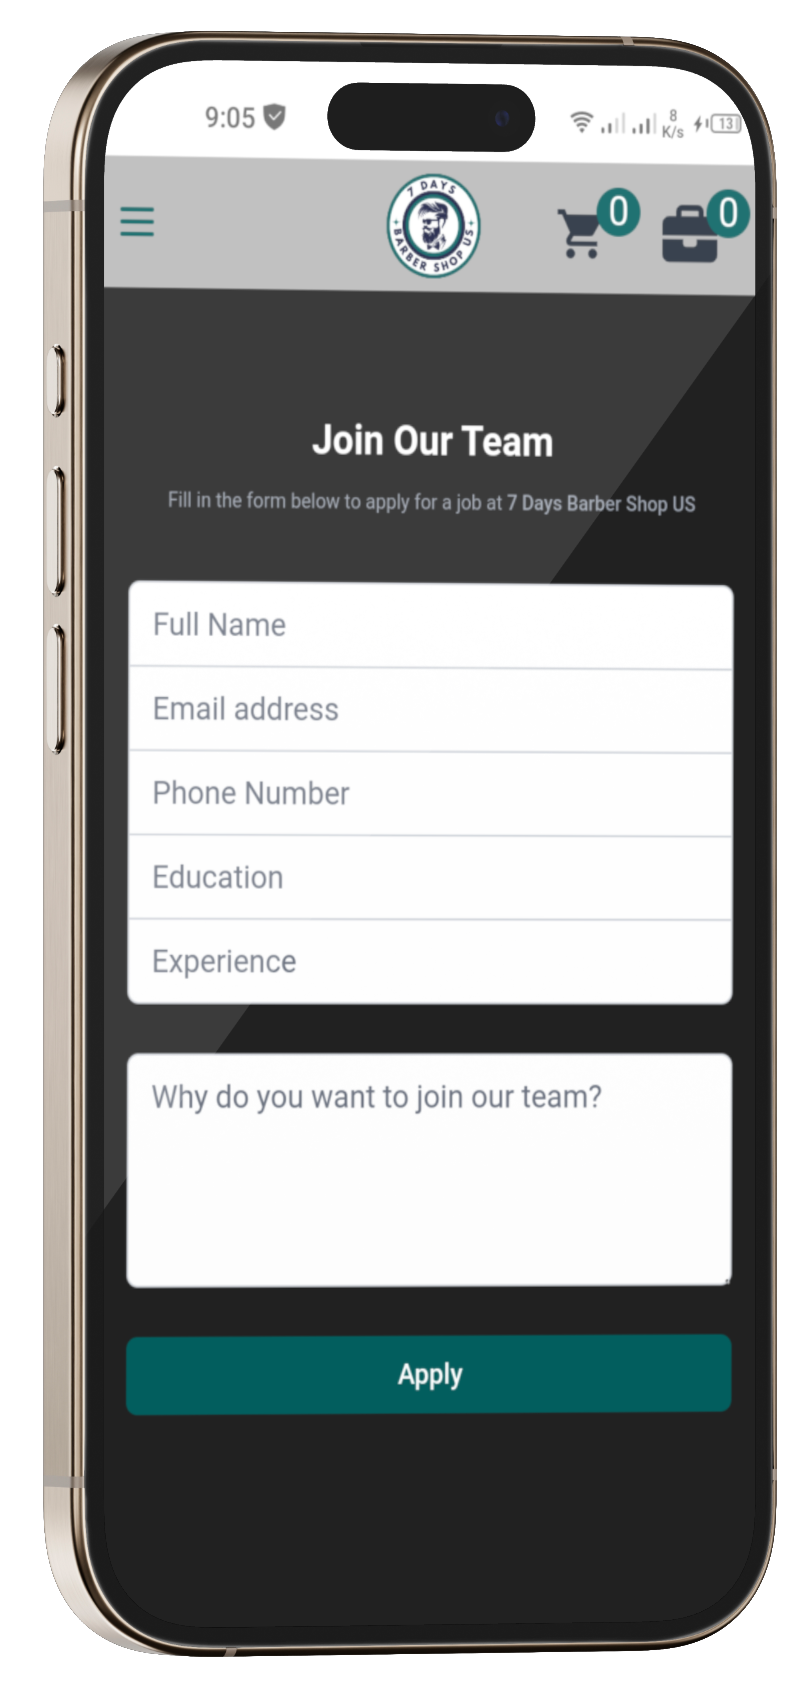 9:05
8
K/s
13
7 DAYS
BARBER SHOP US
0
0
Join Our Team
Fill in the form below to apply for a job at 7 Days Barber Shop US
Full Name
Email address
Phone Number
Education
Experience
Why do you want to join our team?
Apply